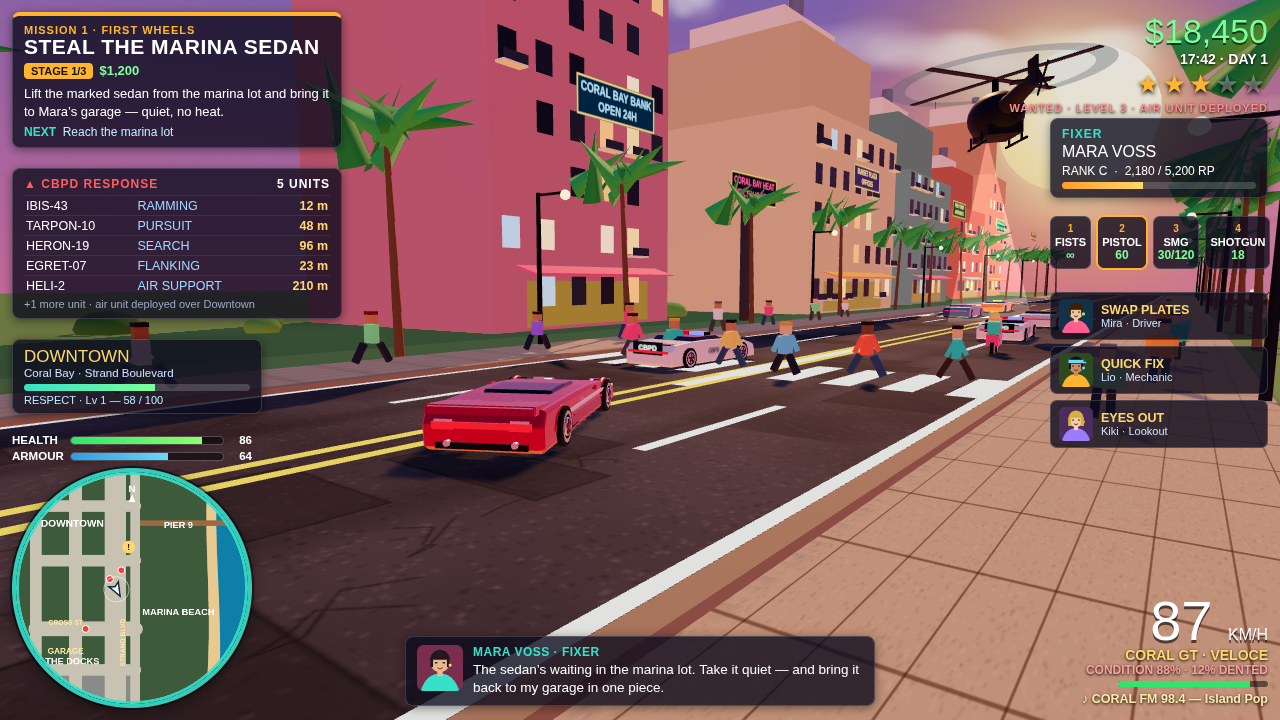 MISSION 1 · FIRST WHEELS
STEAL THE MARINA SEDAN
STAGE 1/3 $1,200
Lift the marked sedan from the marina lot and bring it
to Mara's garage — quiet, no heat.
NEXT Reach the marina lot
▲ CBPD RESPONSE 5 UNITS
IBIS-43 RAMMING 12 m
TARPON-10 PURSUIT 48 m
HERON-19 SEARCH 96 m
EGRET-07 FLANKING 23 m
HELI-2 AIR SUPPORT 210 m
+1 more unit · air unit deployed over Downtown
DOWNTOWN
Coral Bay · Strand Boulevard
RESPECT · Lv 1 — 58 / 100
HEALTH 86
ARMOUR 64
N
DOWNTOWN
PIER 9
!
MARINA BEACH
CROSS ST
STRAND BLVD
GARAGE
THE DOCKS
CORAL BAY BANK
OPEN 24H
CORAL BAY HEAT
CBPD
$18,450
17:42 · DAY 1
WANTED · LEVEL 3 · AIR UNIT DEPLOYED
FIXER
MARA VOSS
RANK C · 2,180 / 5,200 RP
1 FISTS ∞
2 PISTOL 60
3 SMG 30/120
4 SHOTGUN 18
SWAP PLATES
Mira · Driver
QUICK FIX
Lio · Mechanic
EYES OUT
Kiki · Lookout
MARA VOSS · FIXER
The sedan's waiting in the marina lot. Take it quiet — and bring it
back to my garage in one piece.
87 KM/H
CORAL GT · VELOCE
CONDITION 88% · 12% DENTED
♪ CORAL FM 98.4 — Island Pop